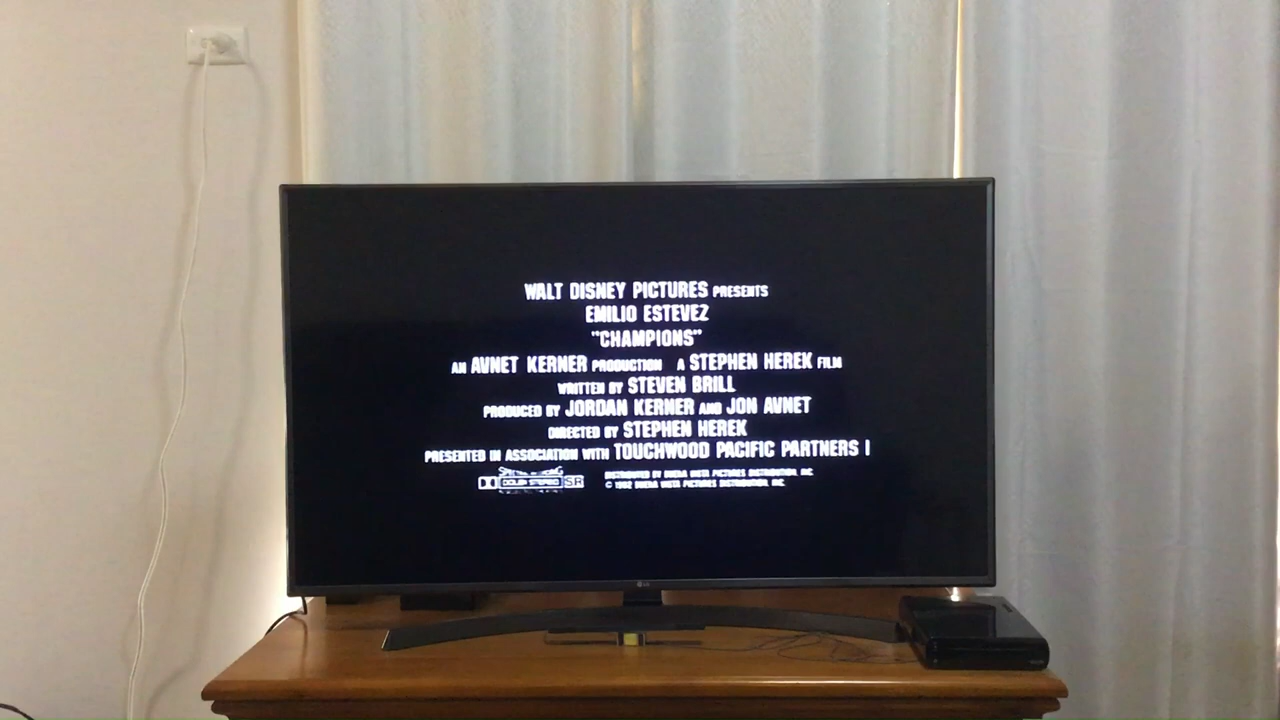 WALT DISNEY PICTURES PRESENTS
EMILIO ESTEVEZ
"CHAMPIONS"
AN AVNET KERNER PRODUCTION A STEPHEN HEREK FILM
WRITTEN BY STEVEN BRILL
PRODUCED BY JORDAN KERNER AND JON AVNET
DIRECTED BY STEPHEN HEREK
PRESENTED IN ASSOCIATION WITH TOUCHWOOD PACIFIC PARTNERS I
DOLBY STEREO SR
DISTRIBUTED BY BUENA VISTA PICTURES DISTRIBUTION, INC.
© 1992 BUENA VISTA PICTURES DISTRIBUTION, INC.
LG